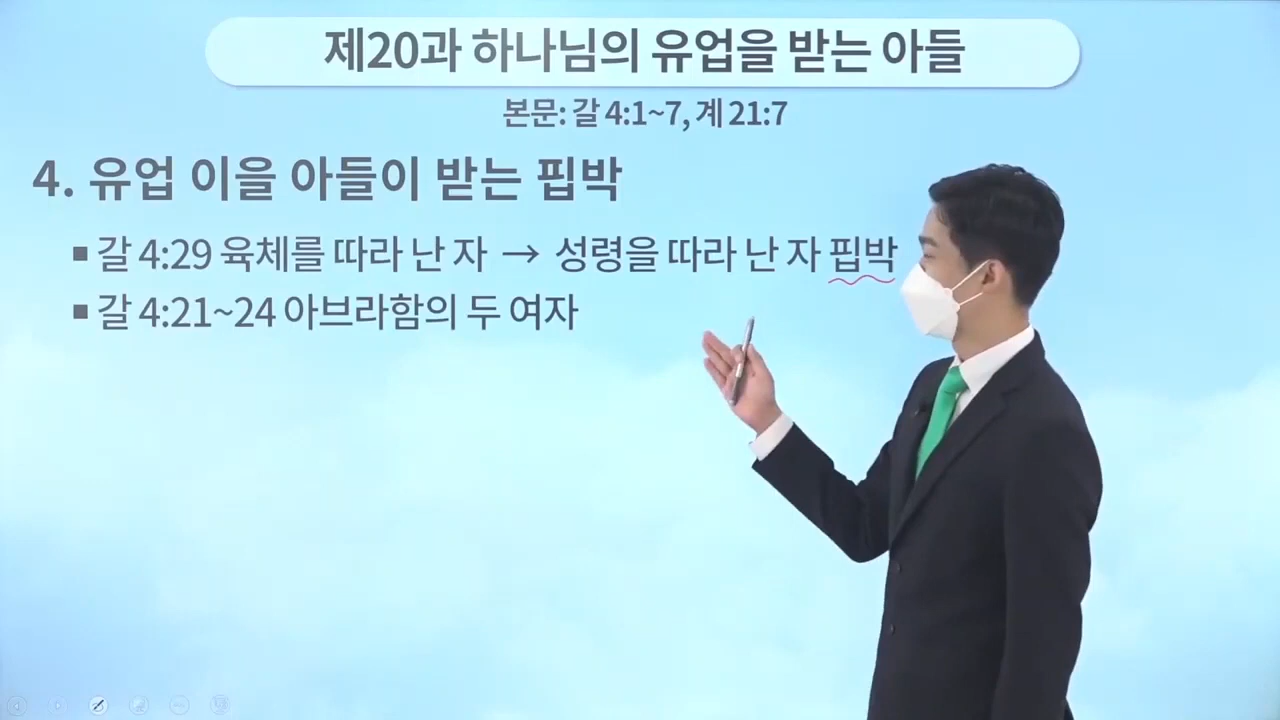 제20과 하나님의 유업을 받는 아들
본문: 갈 4:1~7, 계 21:7
4. 유업 이을 아들이 받는 핍박
▪ 갈 4:29 육체를 따라 난 자 → 성령을 따라 난 자 핍박
▪ 갈 4:21~24 아브라함의 두 여자